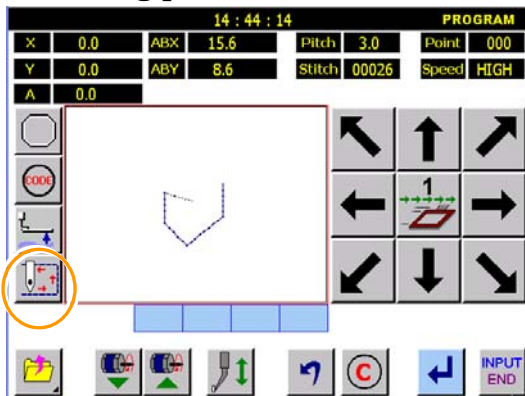 14 : 44 : 14 PROGRAM
X 0.0 ABX 15.6 Pitch 3.0 Point 000
Y 0.0 ABY 8.6 Stitch 00026 Speed HIGH
A 0.0
CODE
1
C
INPUT
END